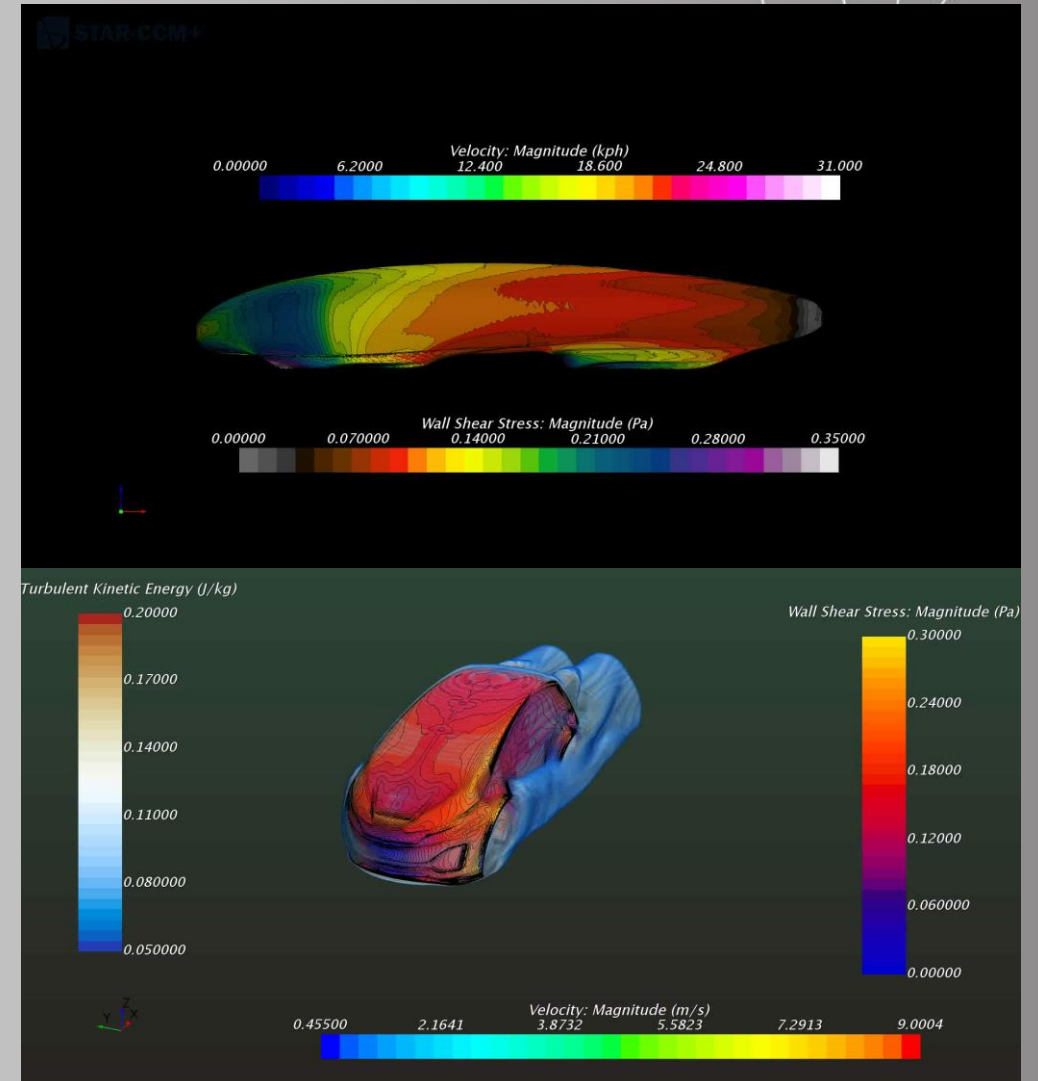 STAR-CCM+
Velocity: Magnitude (kph)
0.00000 6.2000 12.400 18.600 24.800 31.000
Wall Shear Stress: Magnitude (Pa)
0.00000 0.070000 0.14000 0.21000 0.28000 0.35000
Turbulent Kinetic Energy (J/kg)
0.20000
0.17000
0.14000
0.11000
0.080000
0.050000
Wall Shear Stress: Magnitude (Pa)
0.30000
0.24000
0.18000
0.12000
0.060000
0.00000
Z
Y X
Velocity: Magnitude (m/s)
0.45500 2.1641 3.8732 5.5823 7.2913 9.0004